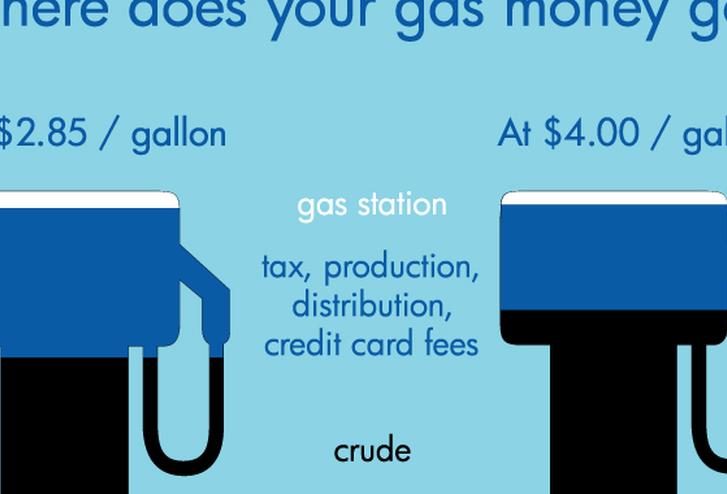 here does your gas money g
$2.85 / gallon
At $4.00 / gal
gas station
tax, production,
distribution,
credit card fees
crude